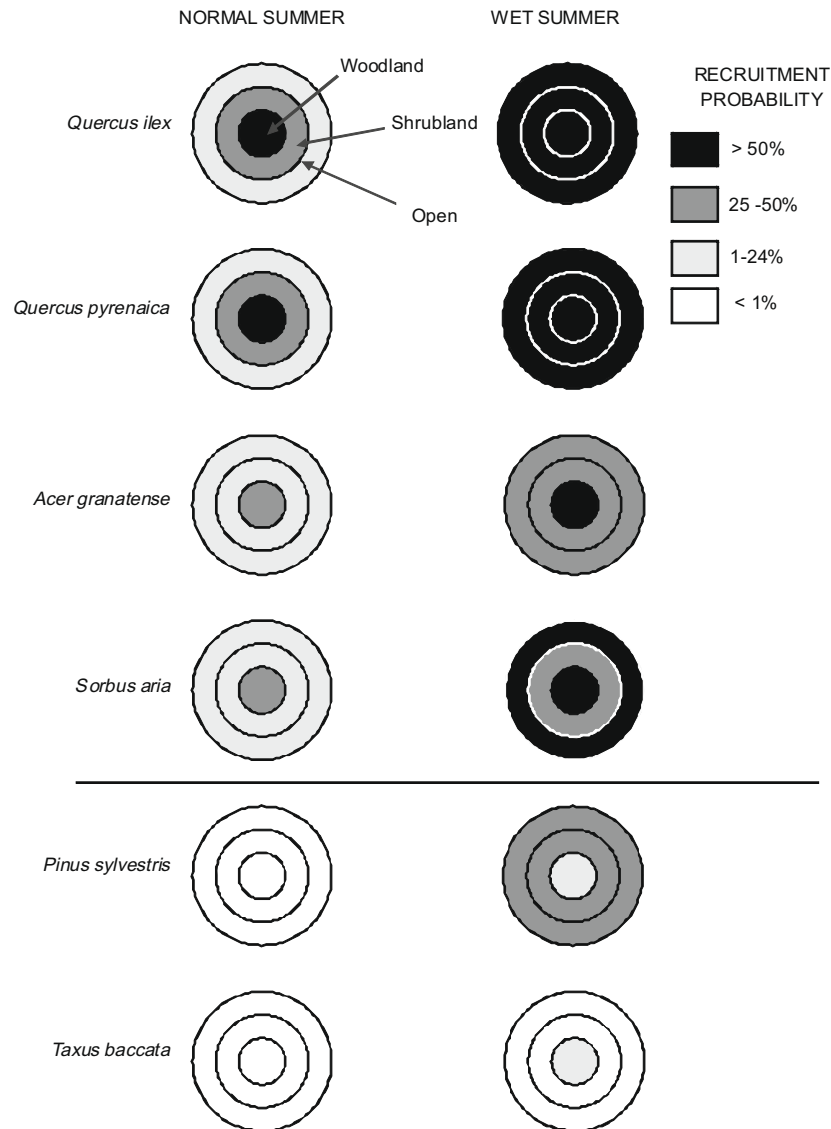 NORMAL SUMMER
WET SUMMER
Woodland
Shrubland
Open
RECRUITMENT
PROBABILITY
> 50%
25 -50%
1-24%
< 1%
Quercus ilex
Quercus pyrenaica
Acer granatense
Sorbus aria
Pinus sylvestris
Taxus baccata